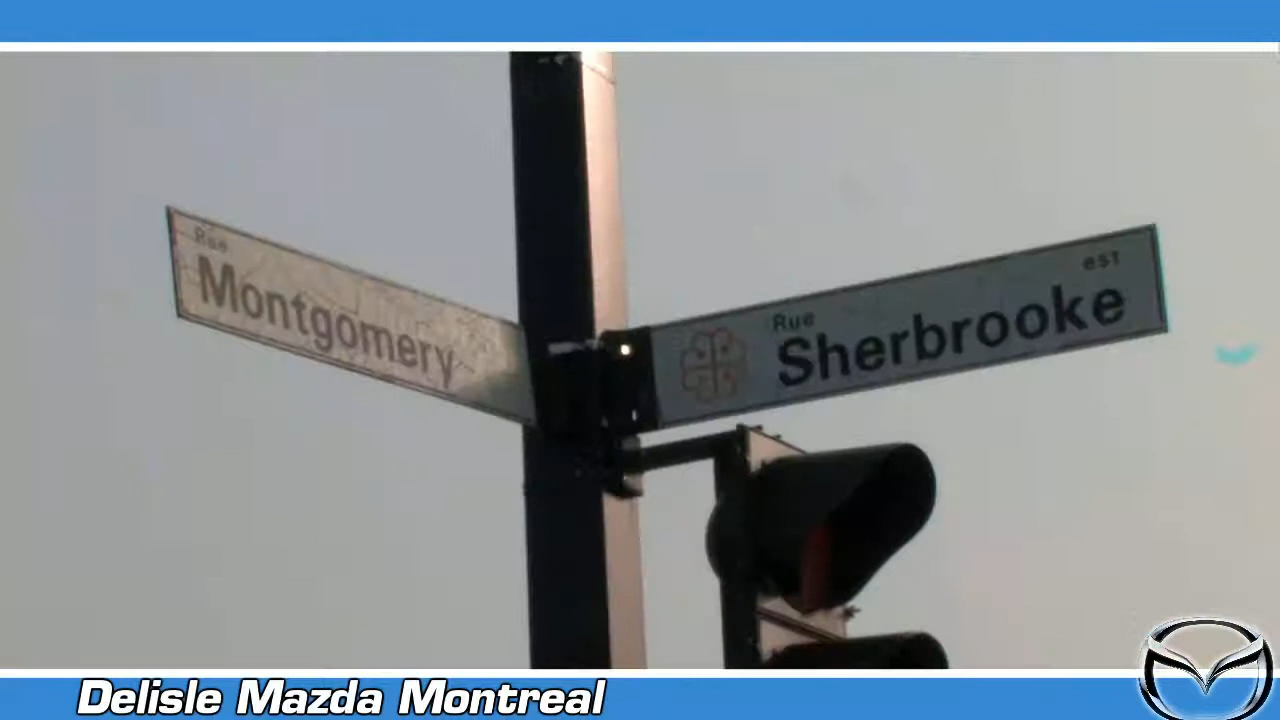 Rue
Montgomery
est
Rue
Sherbrooke
Delisle Mazda Montreal